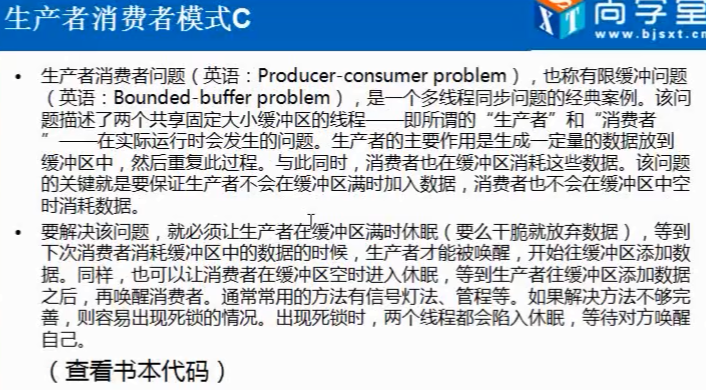 生产者消费者模式C
尚学堂
www.bjsxt.cn
• 生产者消费者问题（英语：Producer-consumer problem），也称有限缓冲问题
（英语：Bounded-buffer problem），是一个多线程同步问题的经典案例。该问
题描述了两个共享固定大小缓冲区的线程——即所谓的“生产者”和“消费者
”——在实际运行时会发生的问题。生产者的主要作用是生成一定量的数据放到
缓冲区中，然后重复此过程。与此同时，消费者也在缓冲区消耗这些数据。该问题
的关键就是要保证生产者不会在缓冲区满时加入数据，消费者也不会在缓冲区中空
时消耗数据。
• 要解决该问题，就必须让生产者在缓冲区满时休眠（要么干脆就放弃数据），等到
下次消费者消耗缓冲区中的数据的时候，生产者才能被唤醒，开始往缓冲区添加数
据。同样，也可以让消费者在缓冲区空时进入休眠，等到生产者往缓冲区添加数据
之后，再唤醒消费者。通常常用的方法有信号灯法、管程等。如果解决方法不够完
善，则容易出现死锁的情况。出现死锁时，两个线程都会陷入休眠，等待对方唤醒
自己。
（查看书本代码）